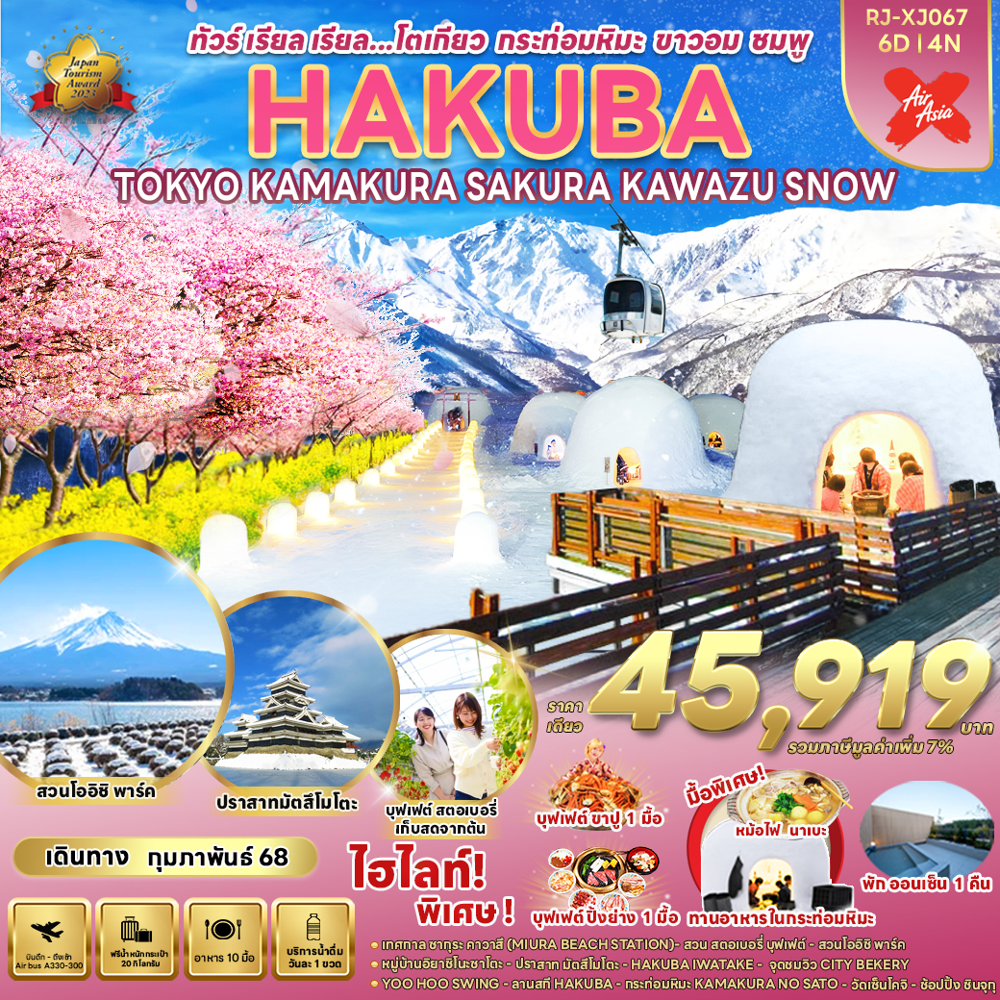 Japan
Tourism
Award
2023
RJ-XJ067
6D | 4N
Air
Asia
ทัวร์ เรียล เรียล...โตเกียว กระท่อมหิมะ ขาวอม ชมพู
HAKUBA
TOKYO KAMAKURA SAKURA KAWAZU SNOW
ราคา
เดียว
45,919
บาท
รวมภาษีมูลค่าเพิ่ม 7%
สวนโออิชิ พาร์ค
ปราสาทมัตสึโมโตะ
บุฟเฟต์ สตอเบอรี่
เก็บสดจากต้น
บุฟเฟต์ ขาปู 1 มื้อ
มื้อพิเศษ!
หม้อไฟ นาเบะ
บุฟเฟต์ปิ้งย่าง 1 มื้อ
ทานอาหารในกระท่อมหิมะ
พัก ออนเซ็น 1 คืน
เดินทาง กุมภาพันธ์ 68
ไฮไลท์!
พิเศษ!
บินดึก - ถึงเช้า
Air bus A330-300
ฟรีน้ำหนักกระเป๋า
20 กิโลกรัม
อาหาร 10 มื้อ
บริการน้ำดื่ม
วันละ 1 ขวด
• เทศกาล ซากุระ คาวาสึ (MIURA BEACH STATION)- สวน สตอเบอรี่ บุฟเฟ่ต์ - สวนโออิชิ พาร์ค
• หมู่บ้านอิยาชิโนะซาโตะ - ปราสาท มัตสึโมโตะ - HAKUBA IWATAKE - จุดชมวิว CITY BEKERY
• YOO HOO SWING - ลานสกี HAKUBA - กระท่อมหิมะ KAMAKURA NO SATO - วัดเซ็นโคจิ - ช้อปปิ้ง ชินจุกุ